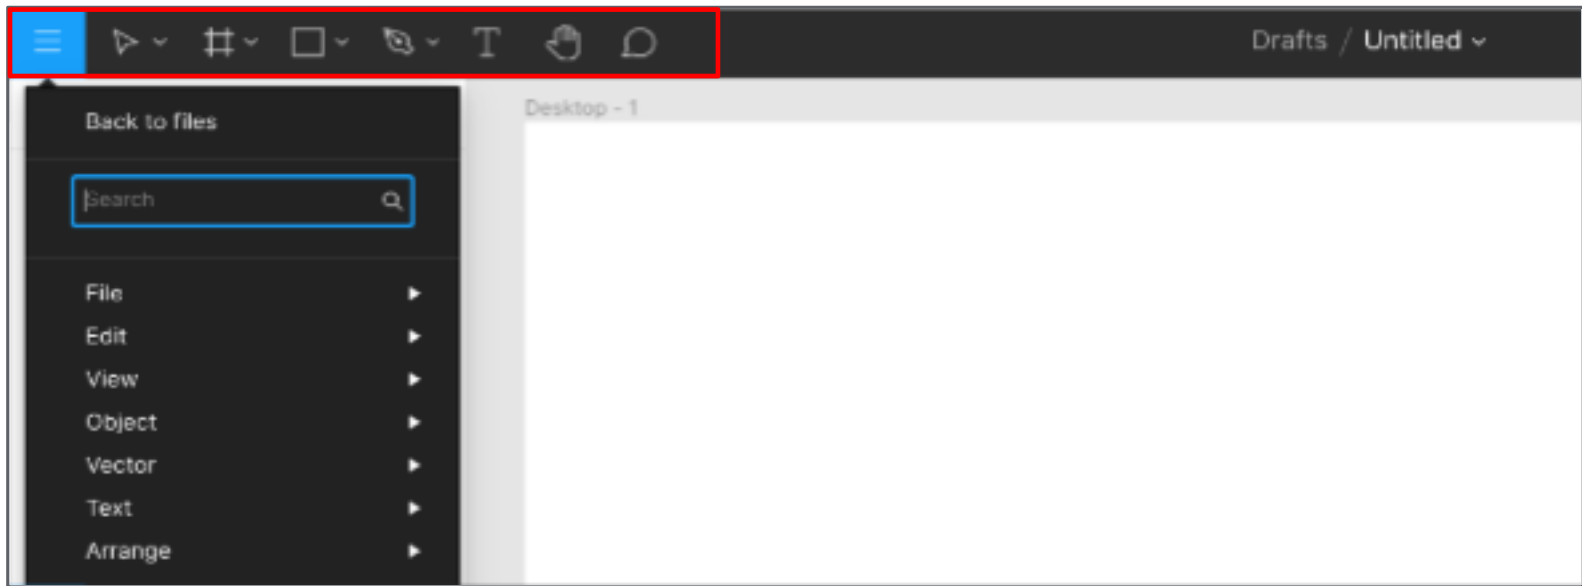 Drafts / Untitled
Back to files
Desktop - 1
Search
File
Edit
View
Object
Vector
Text
Arrange